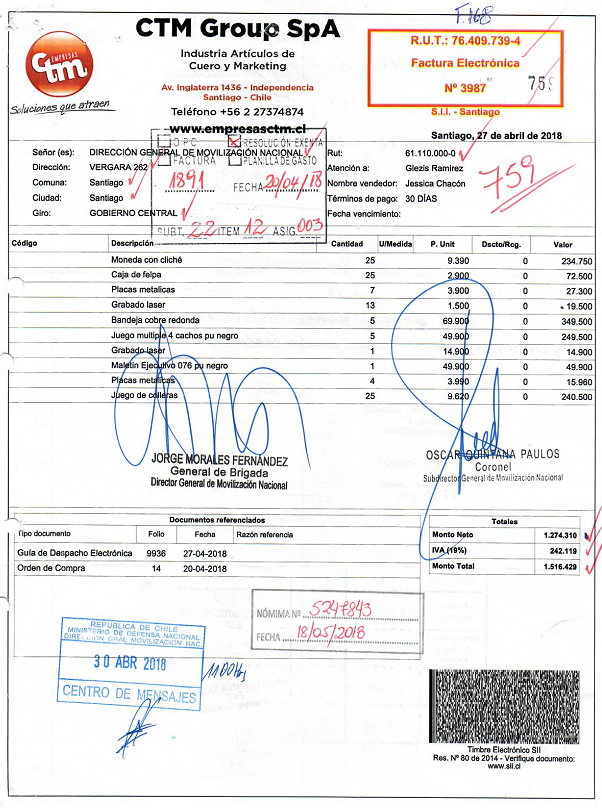 F.168
CTM Group SpA
EMPRESAS
ctm
Soluciones que atraen
Industria Artículos de
Cuero y Marketing
Av. Inglaterra 1436 - Independencia
Santiago - Chile
Teléfono +56 2 27374874
www.empresasctm.cl
R.U.T.: 76.409.739-4
Factura Electrónica
Nº 3987
759
S.I.I. - Santiago
Santiago, 27 de abril de 2018
Señor (es): DIRECCIÓN GENERAL DE MOVILIZACIÓN NACIONAL
Dirección: VERGARA 262
Comuna: Santiago
Ciudad: Santiago
Giro: GOBIERNO CENTRAL
Rut: 61.110.000-0
Atención a: Glezis Ramirez
Nombre vendedor: Jessica Chacón
Términos de pago: 30 DÍAS
Fecha vencimiento:
759
O P C RESOLUCION EXENTA
FACTURA PLANILLA DE GASTO
1891 FECHA 20/04/18
SUBT. 22 ITEM 12 ASIG 003
Código Descripción Cantidad U/Medida P. Unit Dscto/Rcg. Valor
Moneda con cliché 25 9.390 0 234.750
Caja de felpa 25 2.900 0 72.500
Placas metalicas 7 3.900 0 27.300
Grabado laser 13 1.500 0 19.500
Bandeja cobre redonda 5 69.900 0 349.500
Juego multiple 4 cachos pu negro 5 49.900 0 249.500
Grabado laser 1 14.900 0 14.900
Maletin Ejecutivo 076 pu negro 1 49.900 0 49.900
Placas metalicas 4 3.990 0 15.960
Juego de colleras 25 9.620 0 240.500
JORGE MORALES FERNÁNDEZ
General de Brigada
Director General de Movilización Nacional
OSCAR QUINTANA PAULOS
Coronel
Subdirector General de Movilización Nacional
Documentos referenciados
Tipo documento Folio Fecha Razón referencia
Guía de Despacho Electrónica 9936 27-04-2018
Orden de Compra 14 20-04-2018
Totales
Monto Neto 1.274.310
IVA (19%) 242.119
Monto Total 1.516.429
NÓMINA Nº 5247843
FECHA 18/05/2018
REPUBLICA DE CHILE
MINISTERIO DE DEFENSA NACIONAL
DIRECCION GRAL MOVILIZACION NAC.
30 ABR 2018
CENTRO DE MENSAJES
1100 Hrs
Timbre Electrónico SII
Res. Nº 80 de 2014 - Verifique documento:
www.sii.cl